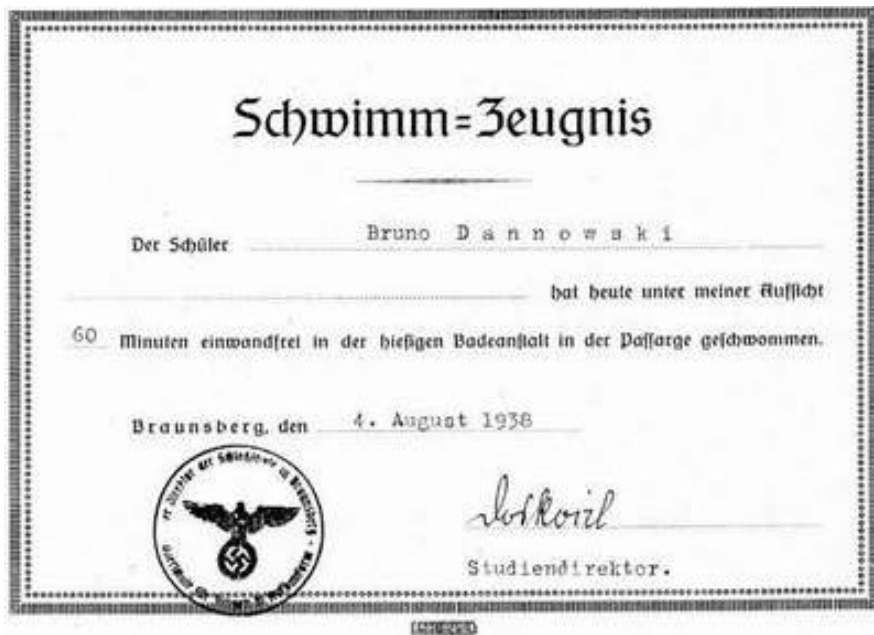 Schwimm=Zeugnis
Der Schüler Bruno Dannowski
hat heute unter meiner Aufsicht
60 Minuten einwandfrei in der hiesigen Badeanstalt in der Passarge geschwommen.
Braunsberg, den 4. August 1938
Studiendirektor.